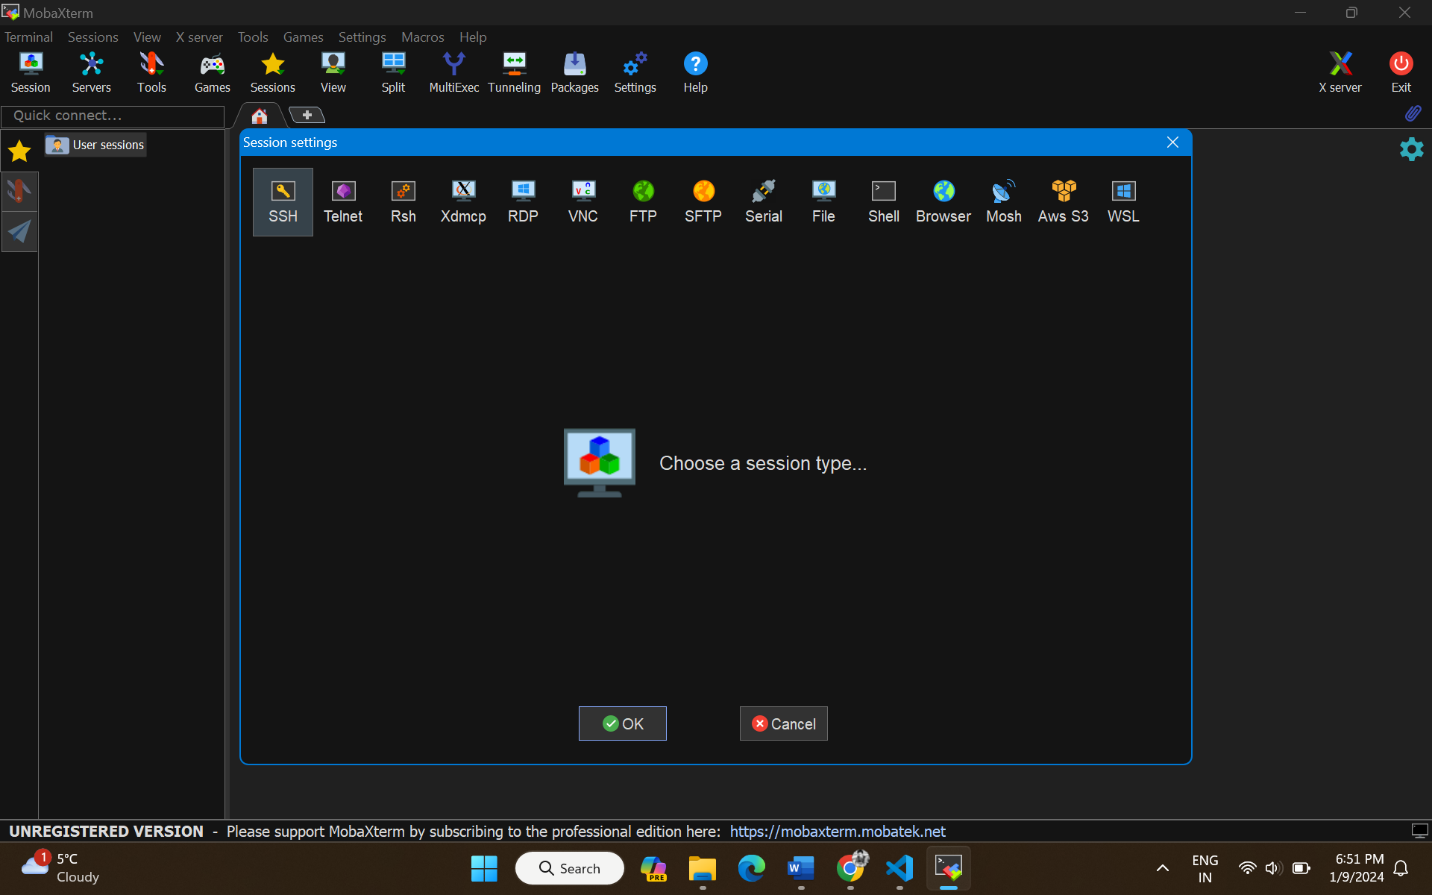 MobaXterm
Terminal Sessions View X server Tools Games Settings Macros Help
Session Servers Tools Games Sessions View Split MultiExec Tunneling Packages Settings Help X server Exit
Quick connect...
User sessions
Session settings
SSH Telnet Rsh Xdmcp RDP VNC FTP SFTP Serial File Shell Browser Mosh Aws S3 WSL
Choose a session type...
OK Cancel
UNREGISTERED VERSION - Please support MobaXterm by subscribing to the professional edition here: https://mobaxterm.mobatek.net
1
5°C
Cloudy
Search
PRE
ENG
IN
6:51 PM
1/9/2024